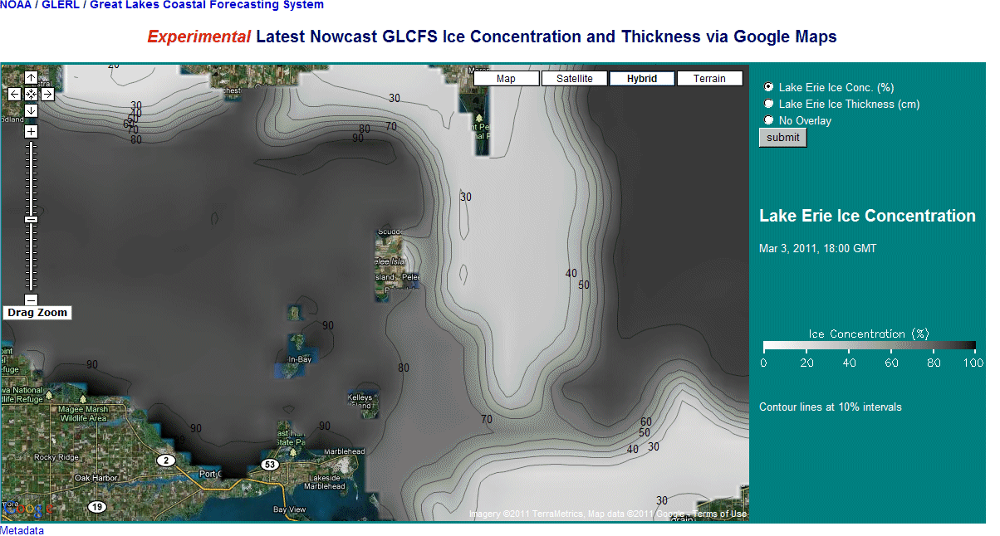 NOAA / GLERL / Great Lakes Coastal Forecasting System
Experimental Latest Nowcast GLCFS Ice Concentration and Thickness via Google Maps
Map Satellite Hybrid Terrain
Drag Zoom
20
30
40
60
70
80
30
80 70
90
30
40
50
Island
90
In-Bay
90
80
Kelleys
Island
National
Refuge
Magee Marsh
Wildlife Area
90
90
70
60
50
40 30
Rocky Ridge
2
53
Marblehead
Oak Harbor
Port
Lakeside
Marblehead
19
Bay View
30
Google
Imagery ©2011 TerraMetrics, Map data ©2011 Google - Terms of Use
Lake Erie Ice Conc. (%)
Lake Erie Ice Thickness (cm)
No Overlay
submit
Lake Erie Ice Concentration
Mar 3, 2011, 18:00 GMT
Ice Concentration (%)
0 20 40 60 80 100
Contour lines at 10% intervals
Metadata